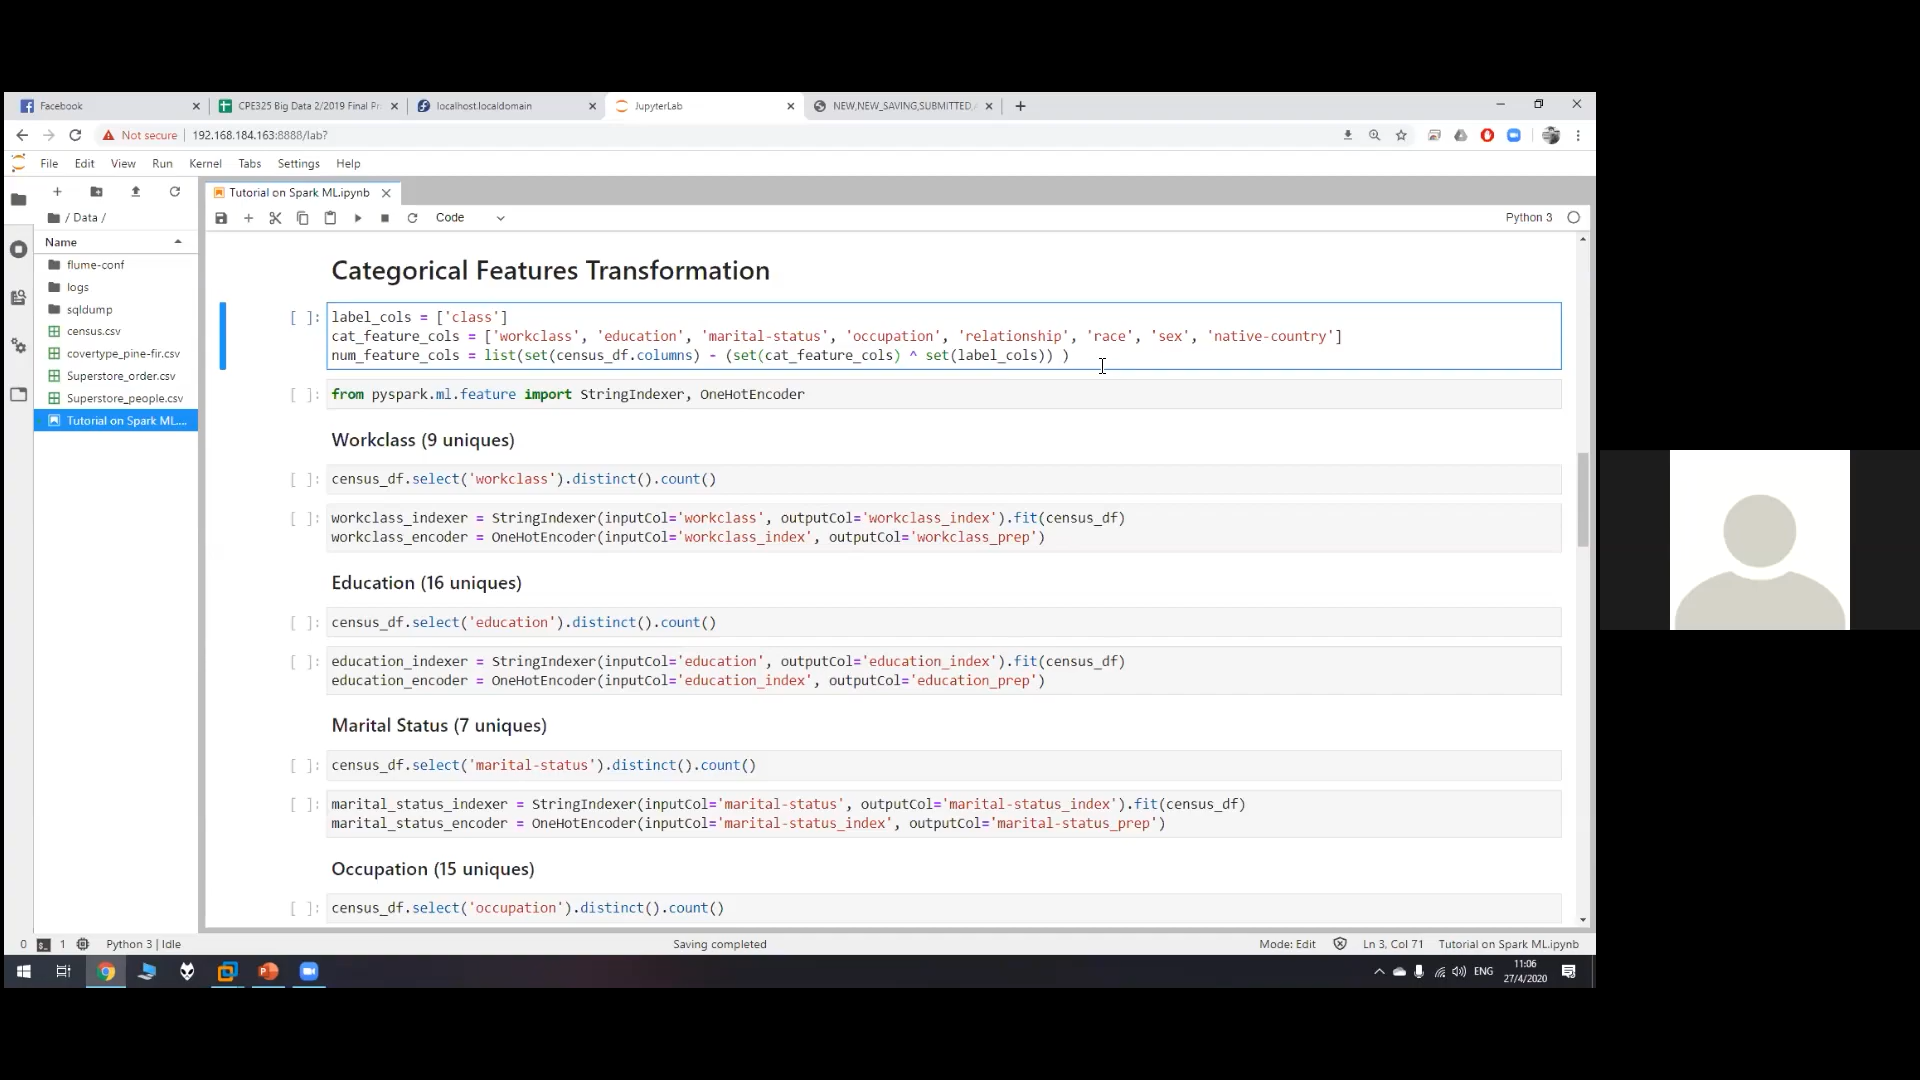 Facebook
CPE325 Big Data 2/2019 Final Pr
localhost.localdomain
JupyterLab
NEW,NEW_SAVING,SUBMITTED,
Not secure
192.168.184.163:8888/lab?
File Edit View Run Kernel Tabs Settings Help
Tutorial on Spark ML.ipynb
/ Data /
Code
Python 3
Name
flume-conf
logs
sqldump
census.csv
covertype_pine-fir.csv
Superstore_order.csv
Superstore_people.csv
Tutorial on Spark ML....
Categorical Features Transformation
[ ]: label_cols = ['class']
cat_feature_cols = ['workclass', 'education', 'marital-status', 'occupation', 'relationship', 'race', 'sex', 'native-country']
num_feature_cols = list(set(census_df.columns) - (set(cat_feature_cols) ^ set(label_cols)) )
[ ]: from pyspark.ml.feature import StringIndexer, OneHotEncoder
Workclass (9 uniques)
[ ]: census_df.select('workclass').distinct().count()
[ ]: workclass_indexer = StringIndexer(inputCol='workclass', outputCol='workclass_index').fit(census_df)
workclass_encoder = OneHotEncoder(inputCol='workclass_index', outputCol='workclass_prep')
Education (16 uniques)
[ ]: census_df.select('education').distinct().count()
[ ]: education_indexer = StringIndexer(inputCol='education', outputCol='education_index').fit(census_df)
education_encoder = OneHotEncoder(inputCol='education_index', outputCol='education_prep')
Marital Status (7 uniques)
[ ]: census_df.select('marital-status').distinct().count()
[ ]: marital_status_indexer = StringIndexer(inputCol='marital-status', outputCol='marital-status_index').fit(census_df)
marital_status_encoder = OneHotEncoder(inputCol='marital-status_index', outputCol='marital-status_prep')
Occupation (15 uniques)
[ ]: census_df.select('occupation').distinct().count()
0 1 Python 3 | Idle
Saving completed
Mode: Edit
Ln 3, Col 71
Tutorial on Spark ML.ipynb
ENG
11:06
27/4/2020